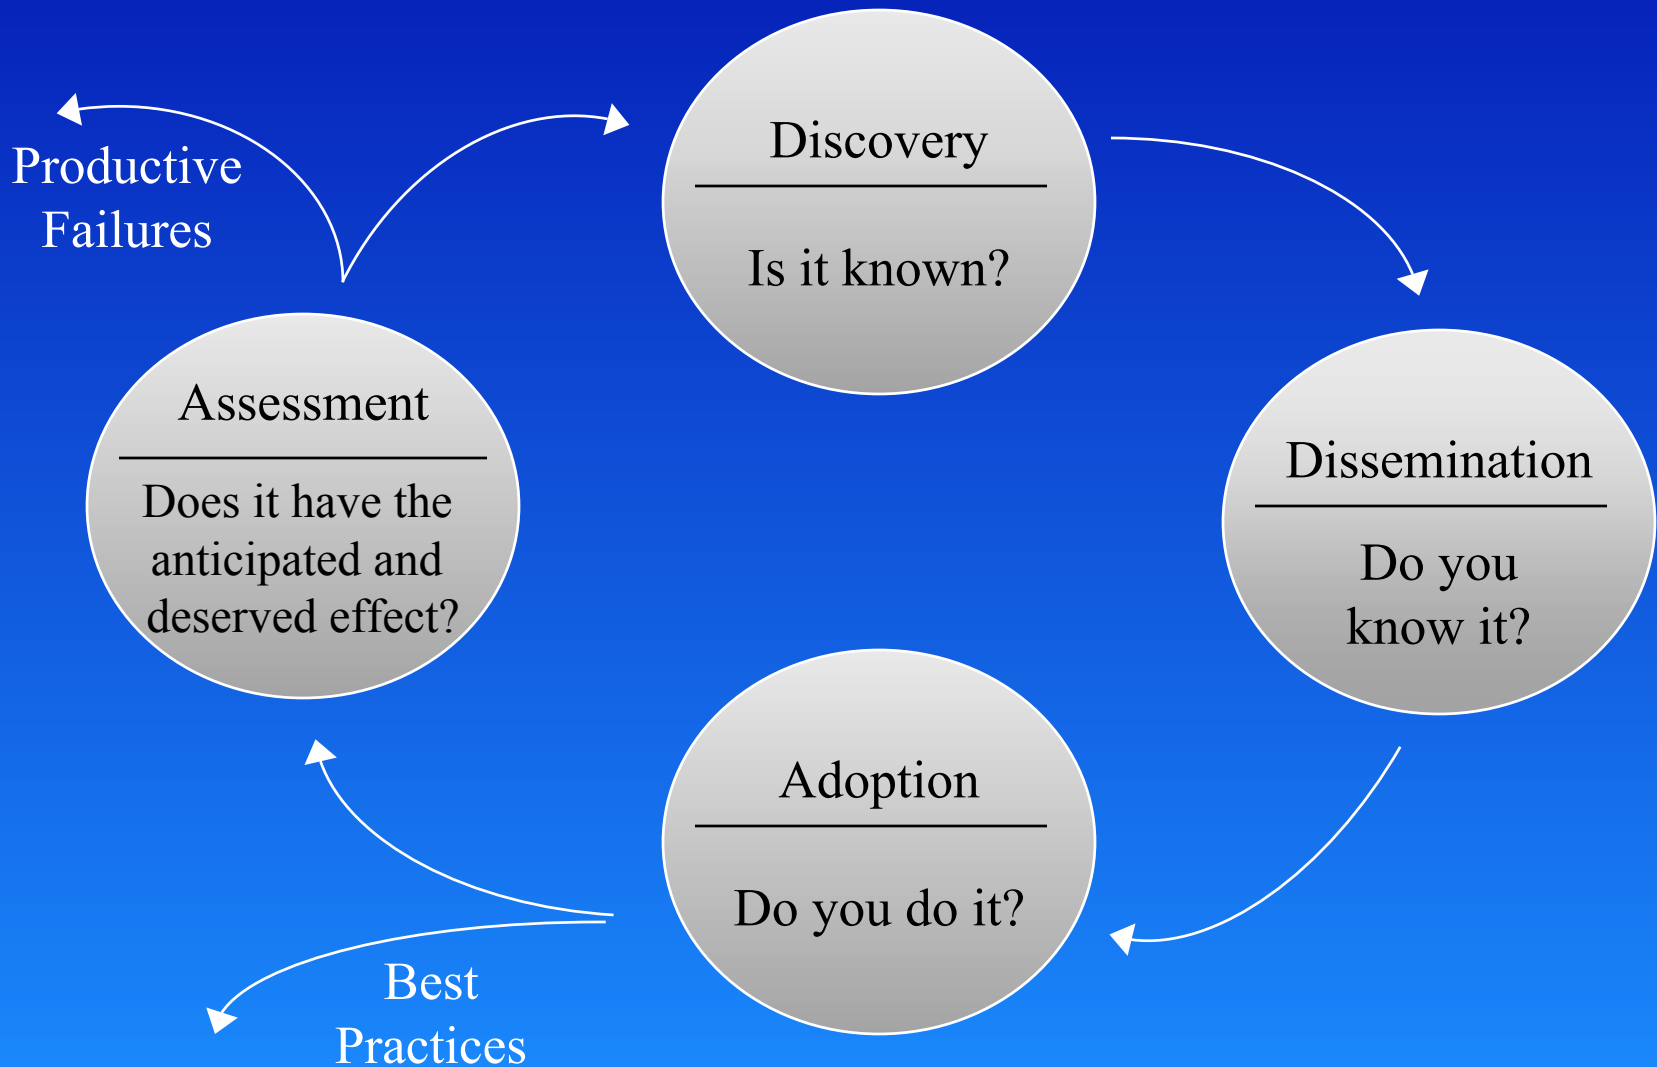 Discovery
Is it known?
Productive
Failures
Assessment
Does it have the
anticipated and
deserved effect?
Dissemination
Do you
know it?
Adoption
Do you do it?
Best
Practices